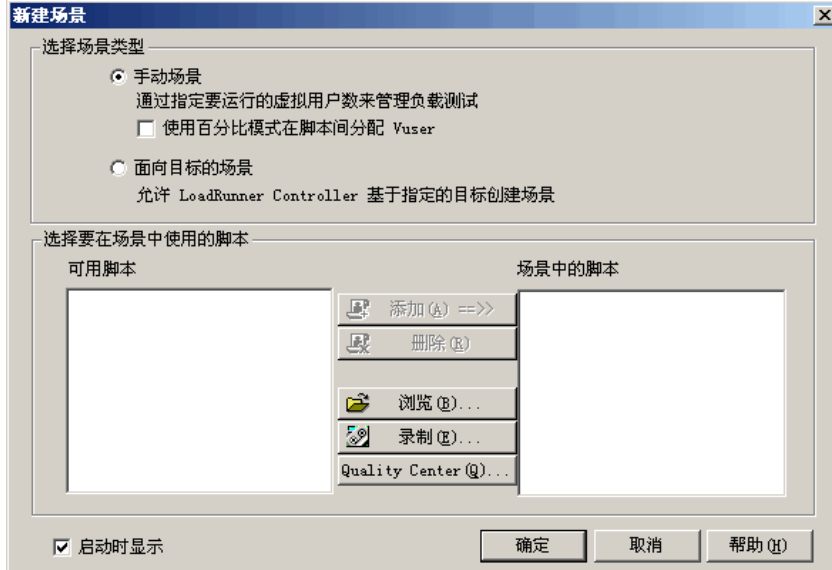 新建场景
选择场景类型
手动场景
通过指定要运行的虚拟用户数来管理负载测试
使用百分比模式在脚本间分配 Vuser
面向目标的场景
允许 LoadRunner Controller 基于指定的目标创建场景
选择要在场景中使用的脚本
可用脚本
场景中的脚本
添加(A) ==>>
删除(R)
浏览(B)...
录制(E)...
Quality Center(Q)...
启动时显示
确定
取消
帮助(H)